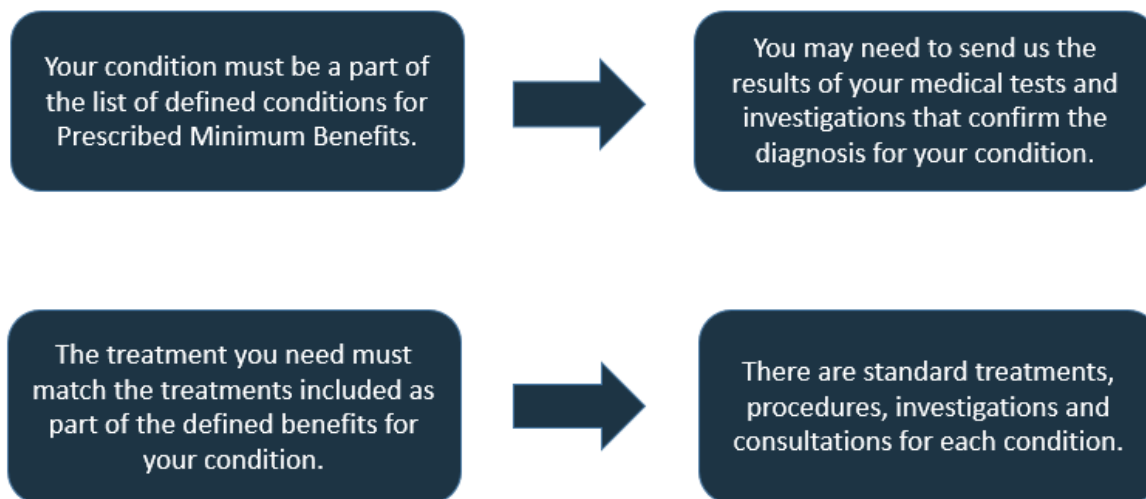 Your condition must be a part of
the list of defined conditions for
Prescribed Minimum Benefits.
You may need to send us the
results of your medical tests and
investigations that confirm the
diagnosis for your condition.
The treatment you need must
match the treatments included as
part of the defined benefits for
your condition.
There are standard treatments,
procedures, investigations and
consultations for each condition.